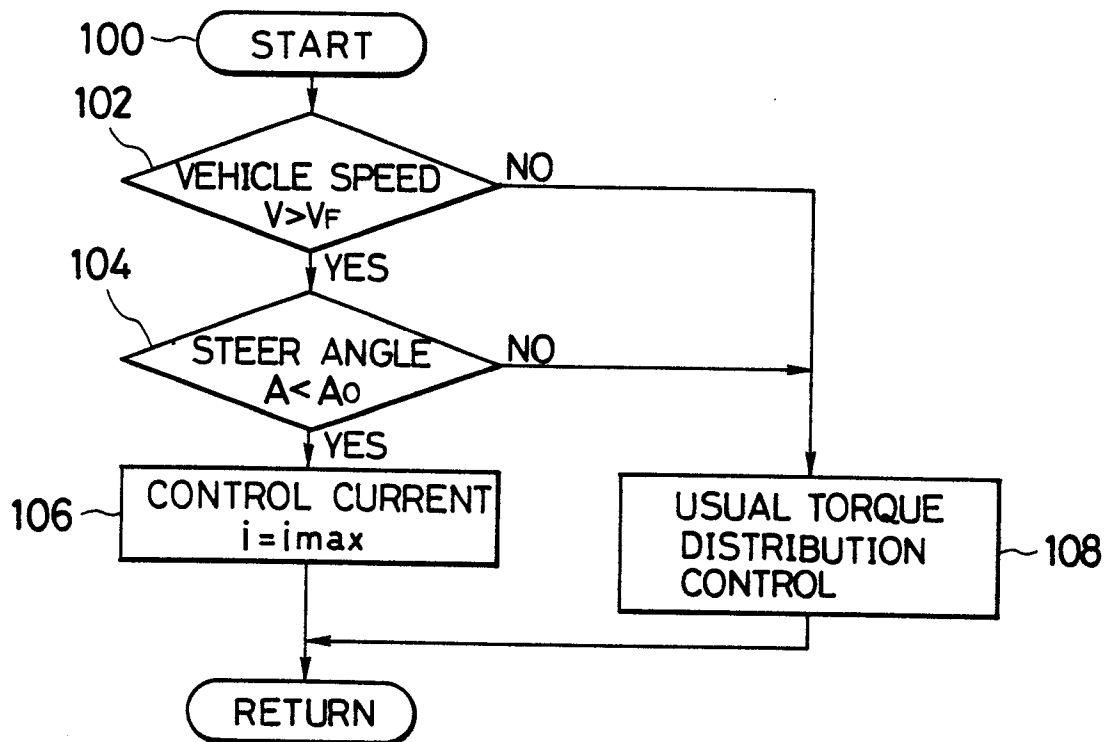 100
START
102
VEHICLE SPEED
V>VF
NO
YES
104
STEER ANGLE
A<A0
NO
YES
106
CONTROL CURRENT
i=imax
USUAL TORQUE
DISTRIBUTION
CONTROL
108
RETURN